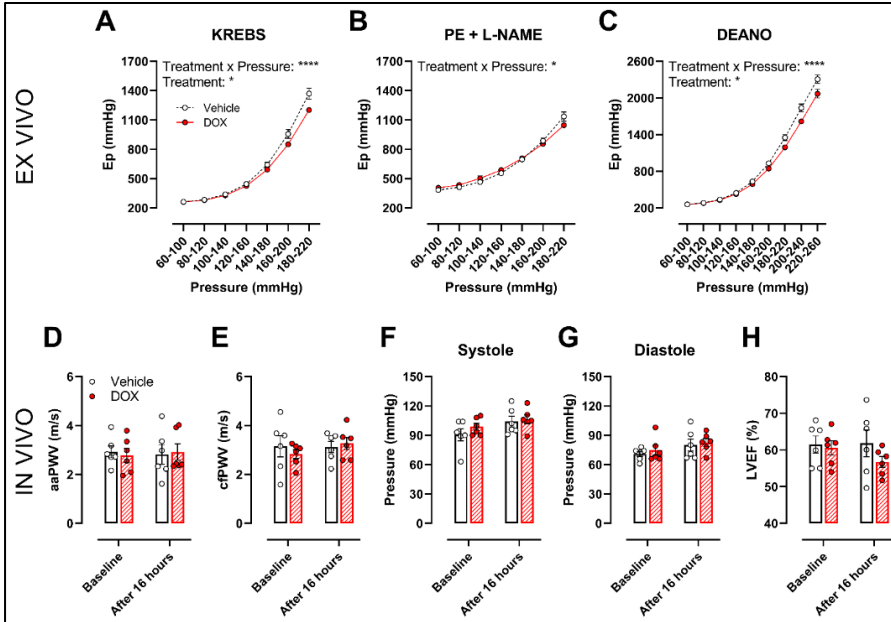 EX VIVO
A
KREBS
Treatment x Pressure: ****
Treatment: *
Vehicle
DOX
Ep (mmHg)
1700
1400
1100
800
500
200
60-100
80-120
100-140
120-160
140-180
160-200
180-220
Pressure (mmHg)
B
PE + L-NAME
Treatment x Pressure: *
Ep (mmHg)
1700
1400
1100
800
500
200
60-100
80-120
100-140
120-160
140-180
160-200
180-220
Pressure (mmHg)
C
DEANO
Treatment x Pressure: ****
Treatment: *
Ep (mmHg)
2600
2000
1400
800
200
60-100
80-120
100-140
120-160
140-180
160-200
180-220
200-240
220-260
Pressure (mmHg)
IN VIVO
D
Vehicle
DOX
aaPWV (m/s)
6
4
2
0
Baseline
After 16 hours
E
cfPWV (m/s)
6
4
2
0
Baseline
After 16 hours
F
Systole
Pressure (mmHg)
150
120
90
60
30
0
Baseline
After 16 hours
G
Diastole
Pressure (mmHg)
150
120
90
60
30
0
Baseline
After 16 hours
H
LVEF (%)
80
70
60
50
40
Baseline
After 16 hours